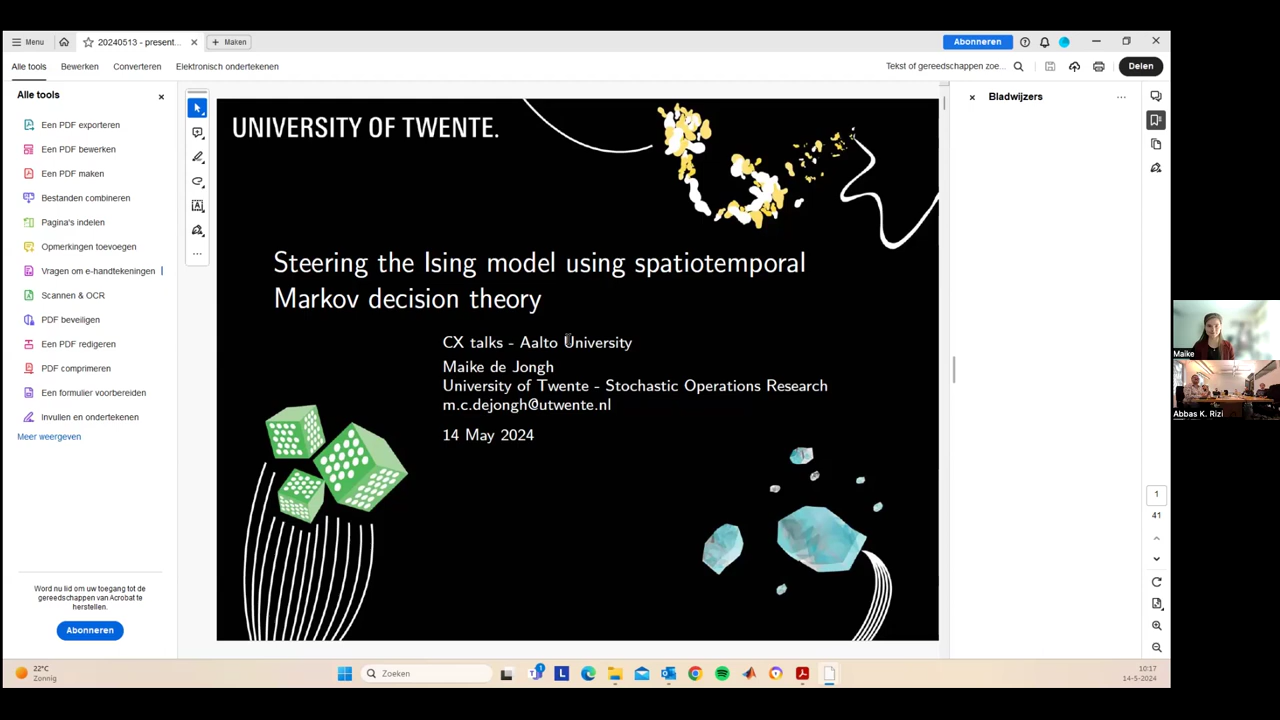 Menu
20240513 - present...
Maken
Abonneren
Alle tools
Bewerken
Converteren
Elektronisch ondertekenen
Tekst of gereedschappen zoe...
Delen
Alle tools
Een PDF exporteren
Een PDF bewerken
Een PDF maken
Bestanden combineren
Pagina's indelen
Opmerkingen toevoegen
Vragen om e-handtekeningen
Scannen & OCR
PDF beveiligen
Een PDF redigeren
PDF comprimeren
Een formulier voorbereiden
Invullen en ondertekenen
Meer weergeven
Word nu lid om uw toegang tot de
gereedschappen van Acrobat te
herstellen.
Abonneren
UNIVERSITY OF TWENTE.
Steering the Ising model using spatiotemporal
Markov decision theory
CX talks - Aalto University
Maike de Jongh
University of Twente - Stochastic Operations Research
m.c.dejongh@utwente.nl
14 May 2024
Bladwijzers
1
41
Maike
Abbas K. Rizi
22°C
Zonnig
Zoeken
1
L
10:17
14-5-2024